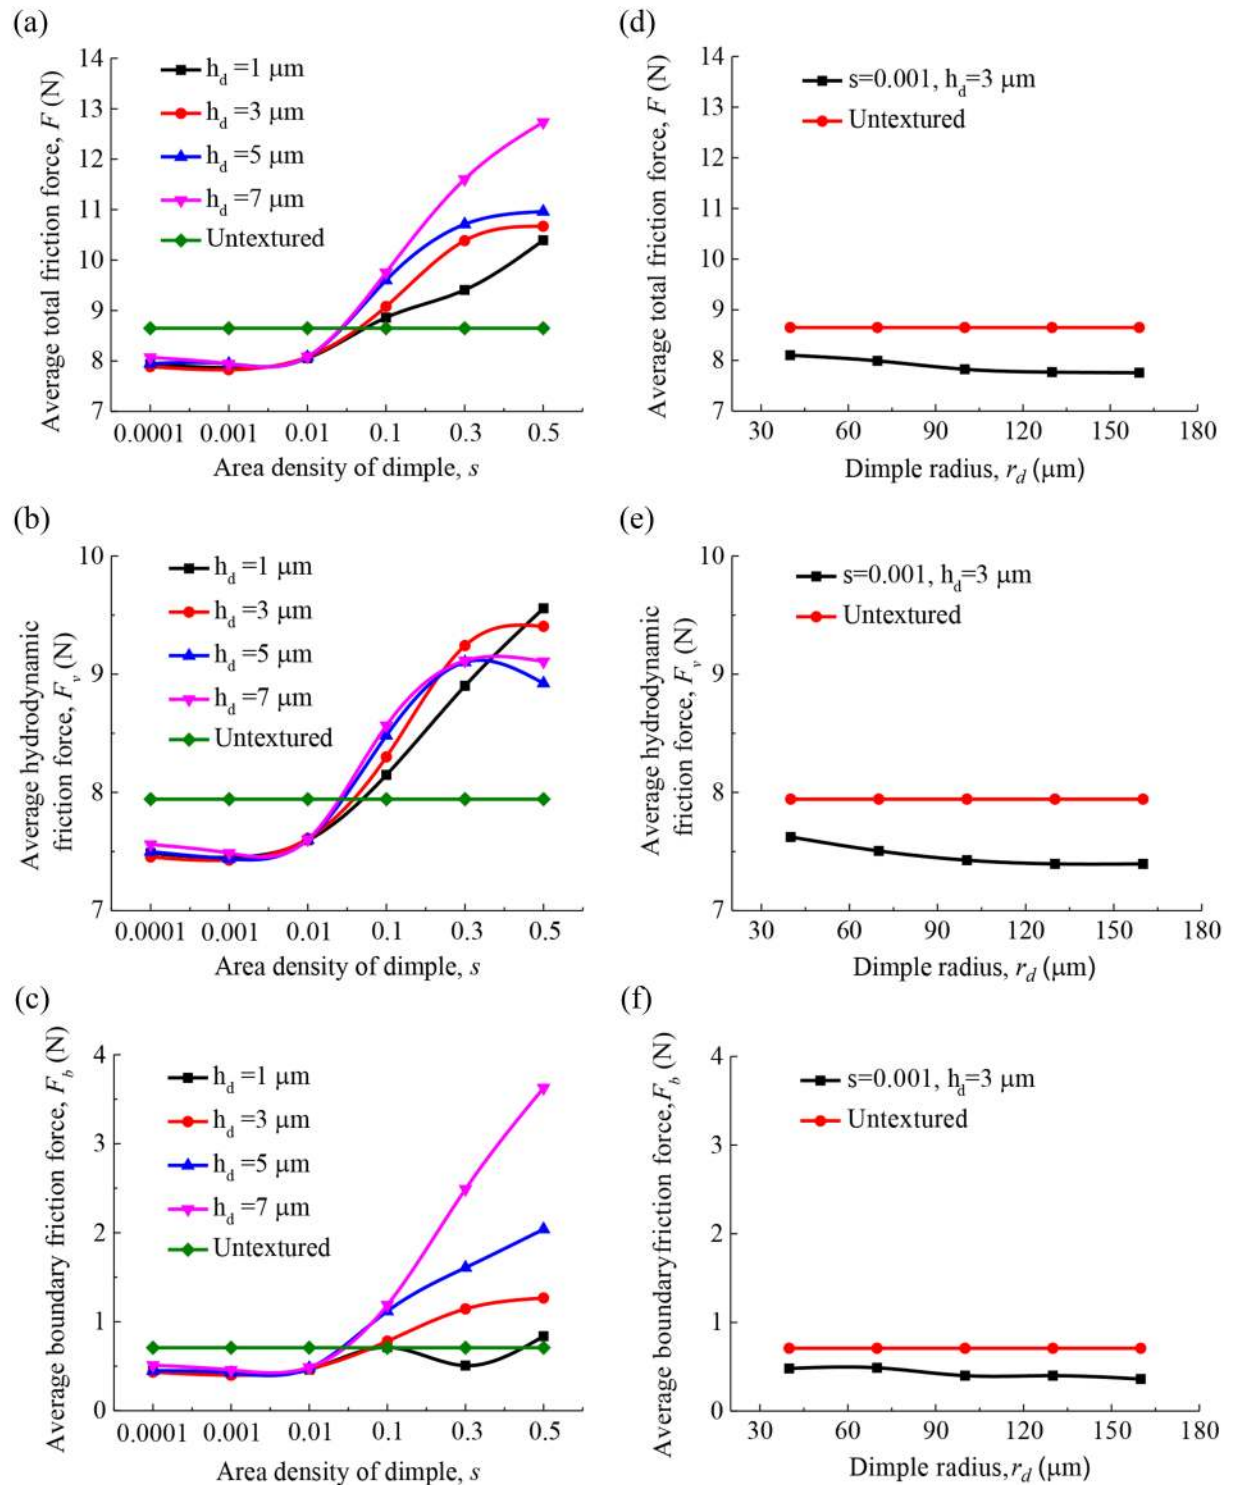 (a)
Average total friction force, F (N)
14
13
12
11
10
9
8
7
h_d =1 μm
h_d =3 μm
h_d =5 μm
h_d =7 μm
Untextured
0.0001 0.001 0.01 0.1 0.3 0.5
Area density of dimple, s
(d)
Average total friction force, F (N)
14
13
12
11
10
9
8
7
s=0.001, h_d=3 μm
Untextured
30 60 90 120 150 180
Dimple radius, r_d (μm)
(b)
Average hydrodynamic
friction force, F_v (N)
10
9
8
7
h_d =1 μm
h_d =3 μm
h_d =5 μm
h_d =7 μm
Untextured
0.0001 0.001 0.01 0.1 0.3 0.5
Area density of dimple, s
(e)
Average hydrodynamic
friction force, F_v (N)
10
9
8
7
s=0.001, h_d=3 μm
Untextured
30 60 90 120 150 180
Dimple radius, r_d (μm)
(c)
Average boundary friction force, F_b (N)
4
3
2
1
0
h_d =1 μm
h_d =3 μm
h_d =5 μm
h_d =7 μm
Untextured
0.0001 0.001 0.01 0.1 0.3 0.5
Area density of dimple, s
(f)
Average boundaryfriction force,F_b (N)
4
3
2
1
0
s=0.001, h_d=3 μm
Untextured
30 60 90 120 150 180
Dimple radius,r_d (μm)